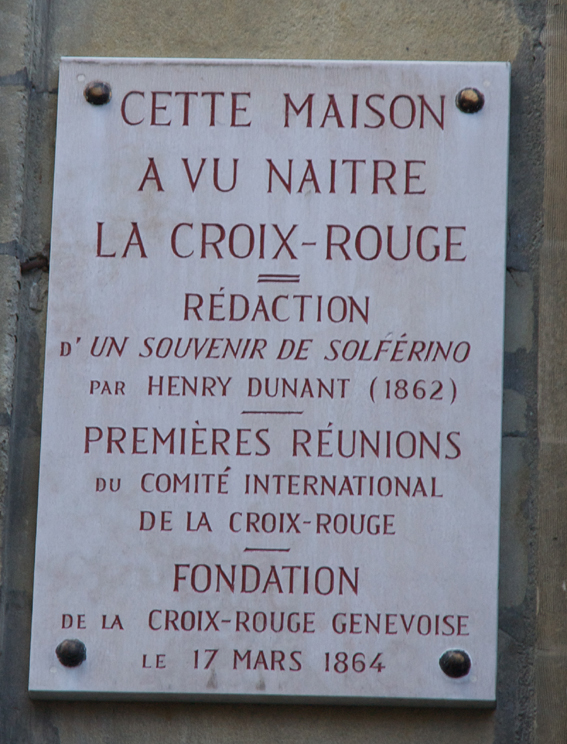 CETTE MAISON
A VU NAITRE
LA CROIX-ROUGE
RÉDACTION
D'UN SOUVENIR DE SOLFÉRINO
PAR HENRY DUNANT (1862)
PREMIÈRES RÉUNIONS
DU COMITÉ INTERNATIONAL
DE LA CROIX-ROUGE
FONDATION
DE LA CROIX-ROUGE GENEVOISE
LE 17 MARS 1864